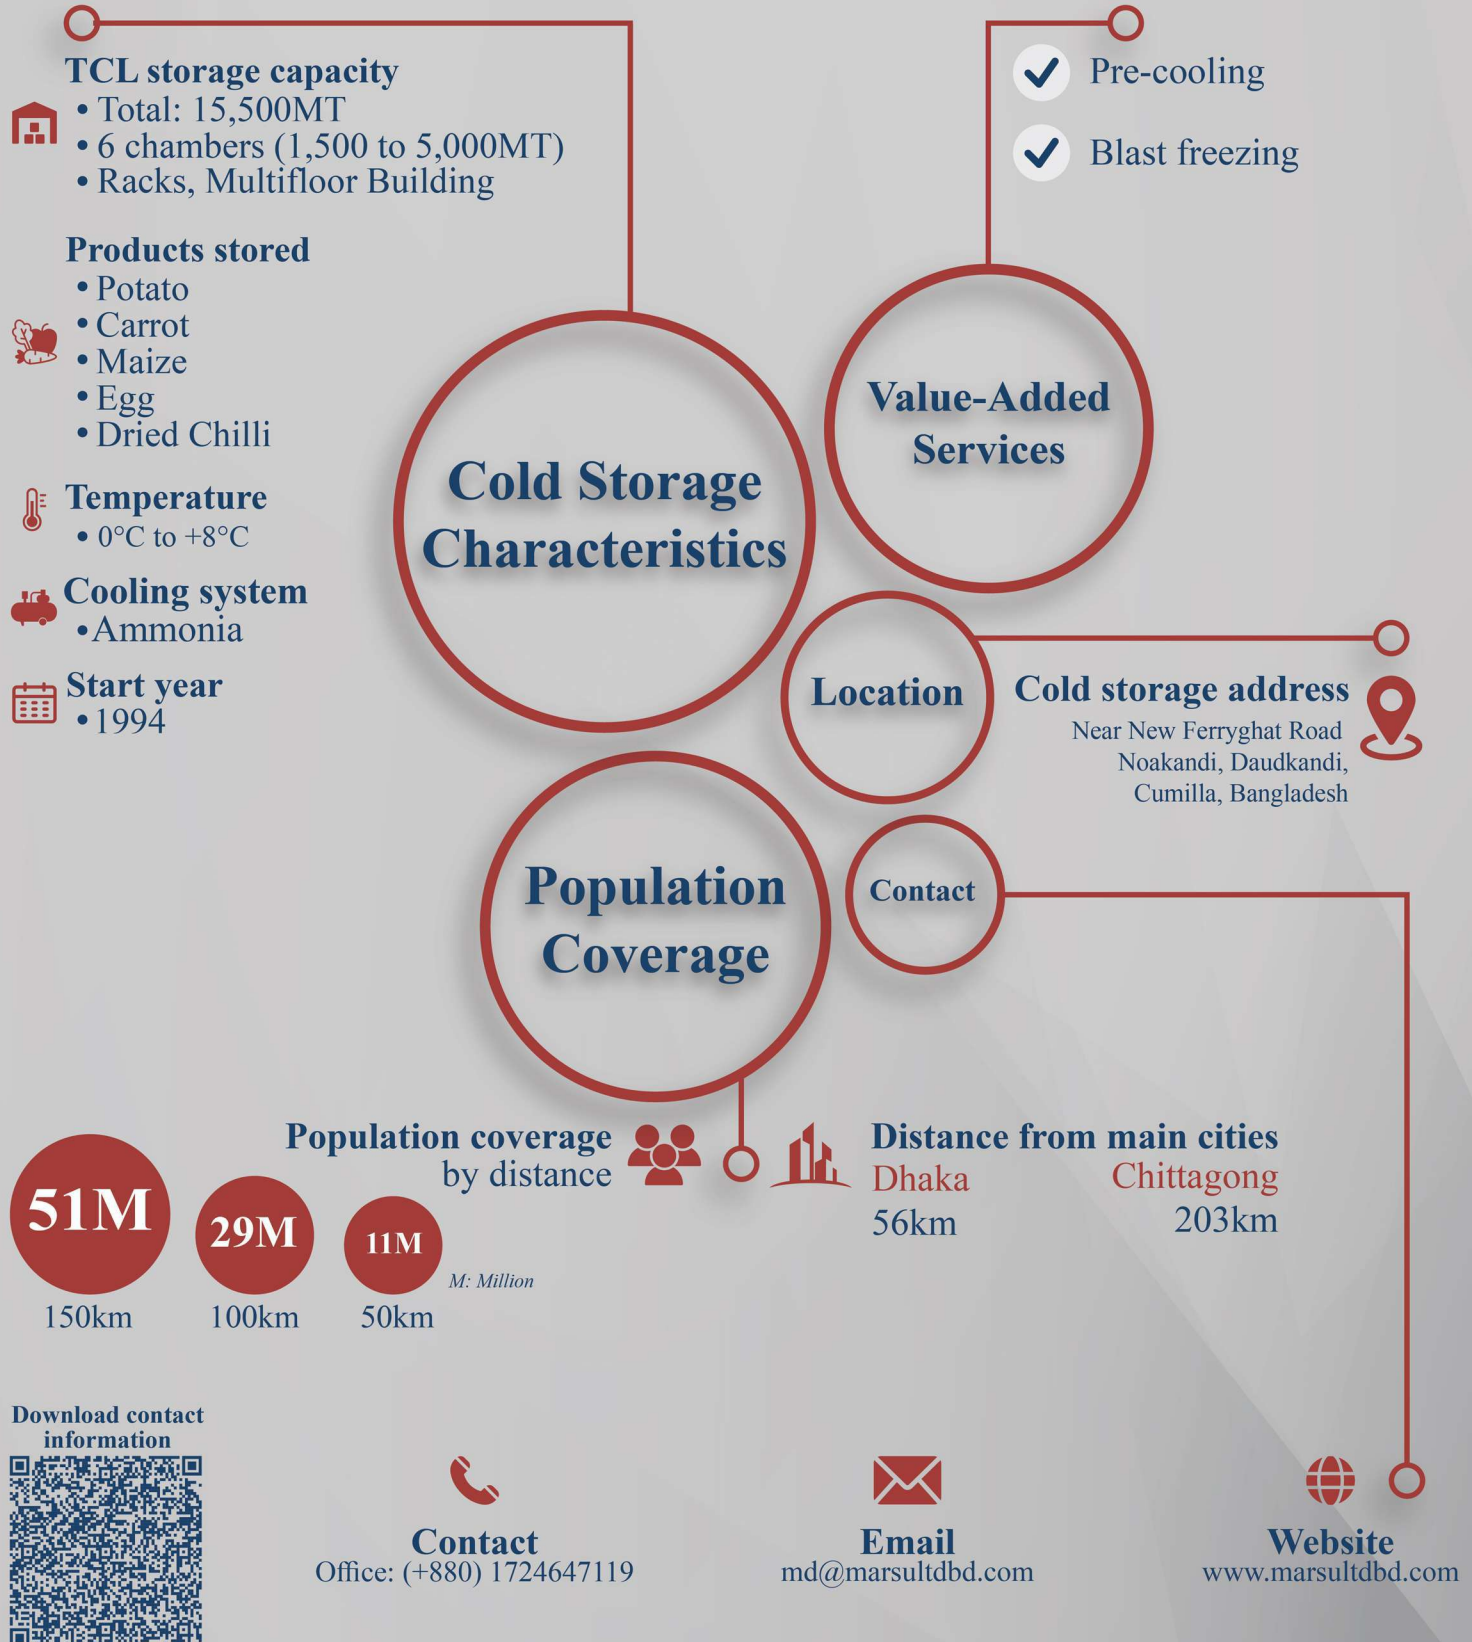 TCL storage capacity
• Total: 15,500MT
• 6 chambers (1,500 to 5,000MT)
• Racks, Multifloor Building
Products stored
• Potato
• Carrot
• Maize
• Egg
• Dried Chilli
Temperature
• 0°C to +8°C
Cooling system
•Ammonia
Start year
• 1994
Cold Storage
Characteristics
Pre-cooling
Blast freezing
Value-Added
Services
Location
Cold storage address
Near New Ferryghat Road
Noakandi, Daudkandi,
Cumilla, Bangladesh
Population
Coverage
Contact
Population coverage
by distance
51M
29M
11M
M: Million
150km
100km
50km
Distance from main cities
Dhaka
Chittagong
56km
203km
Download contact
information
Contact
Office: (+880) 1724647119
Email
md@marsultdbd.com
Website
www.marsultdbd.com